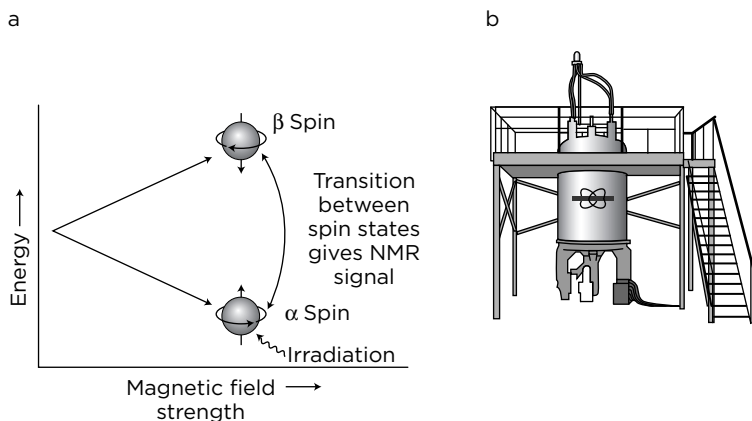 a
b
β Spin
Transition
between
spin states
gives NMR
signal
Energy
α Spin
Irradiation
Magnetic field
strength